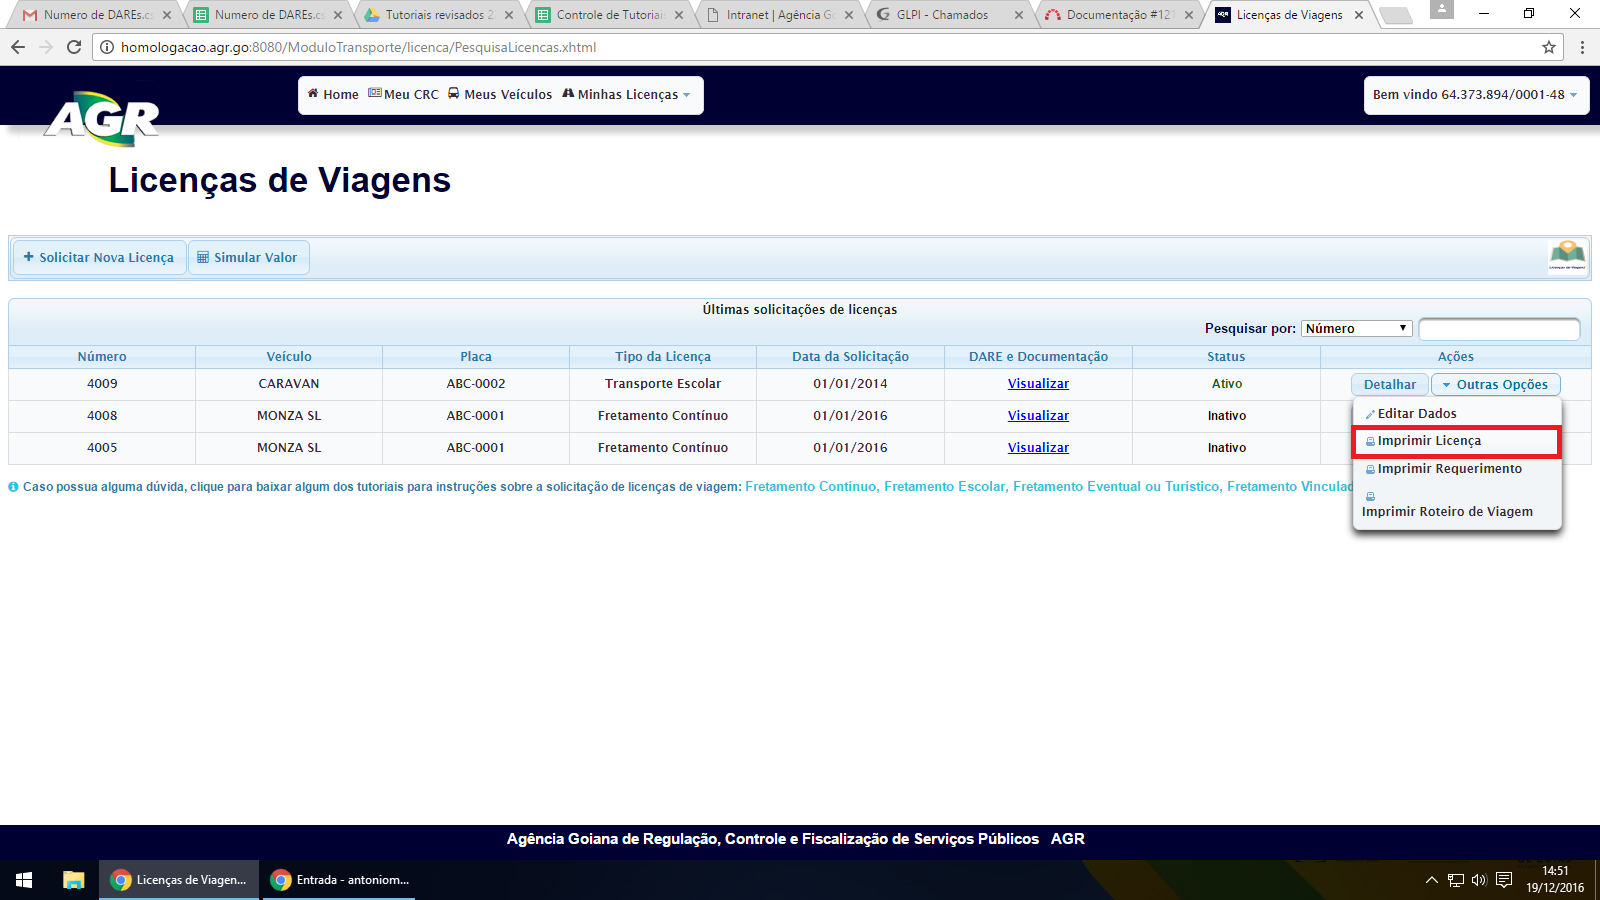 Numero de DAREs.cs
Numero de DAREs.cs
Tutoriais revisados 2
Controle de Tutoriai
Intranet | Agência Go
GLPI - Chamados
Documentação #121
Licenças de Viagens
homologacao.agr.go:8080/ModuloTransporte/licenca/PesquisaLicencas.xhtml
AGR
Home Meu CRC Meus Veículos Minhas Licenças
Bem vindo 64.373.894/0001-48
Licenças de Viagens
Solicitar Nova Licença Simular Valor
Últimas solicitações de licenças
Pesquisar por: Número
Número Veículo Placa Tipo da Licença Data da Solicitação DARE e Documentação Status Ações
4009 CARAVAN ABC-0002 Transporte Escolar 01/01/2014 Visualizar Ativo Detalhar Outras Opções
4008 MONZA SL ABC-0001 Fretamento Contínuo 01/01/2016 Visualizar Inativo
4005 MONZA SL ABC-0001 Fretamento Contínuo 01/01/2016 Visualizar Inativo
Editar Dados
Imprimir Licença
Imprimir Requerimento
Imprimir Roteiro de Viagem
Caso possua alguma dúvida, clique para baixar algum dos tutoriais para instruções sobre a solicitação de licenças de viagem: Fretamento Continuo, Fretamento Escolar, Fretamento Eventual ou Turístico, Fretamento Vinculad
Agência Goiana de Regulação, Controle e Fiscalização de Serviços Públicos AGR
Licenças de Viagen...
Entrada - antoniom...
14:51
19/12/2016